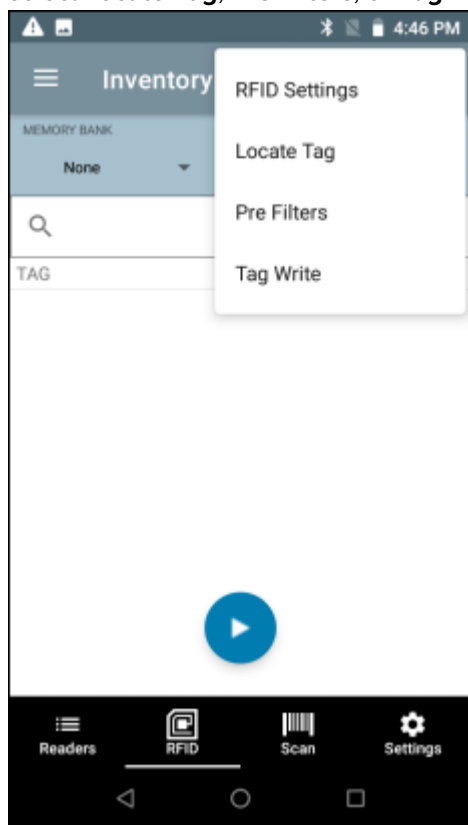 4:46 PM
Inventory
RFID Settings
MEMORY BANK
Locate Tag
None
Pre Filters
TAG
Tag Write
Readers
RFID
Scan
Settings